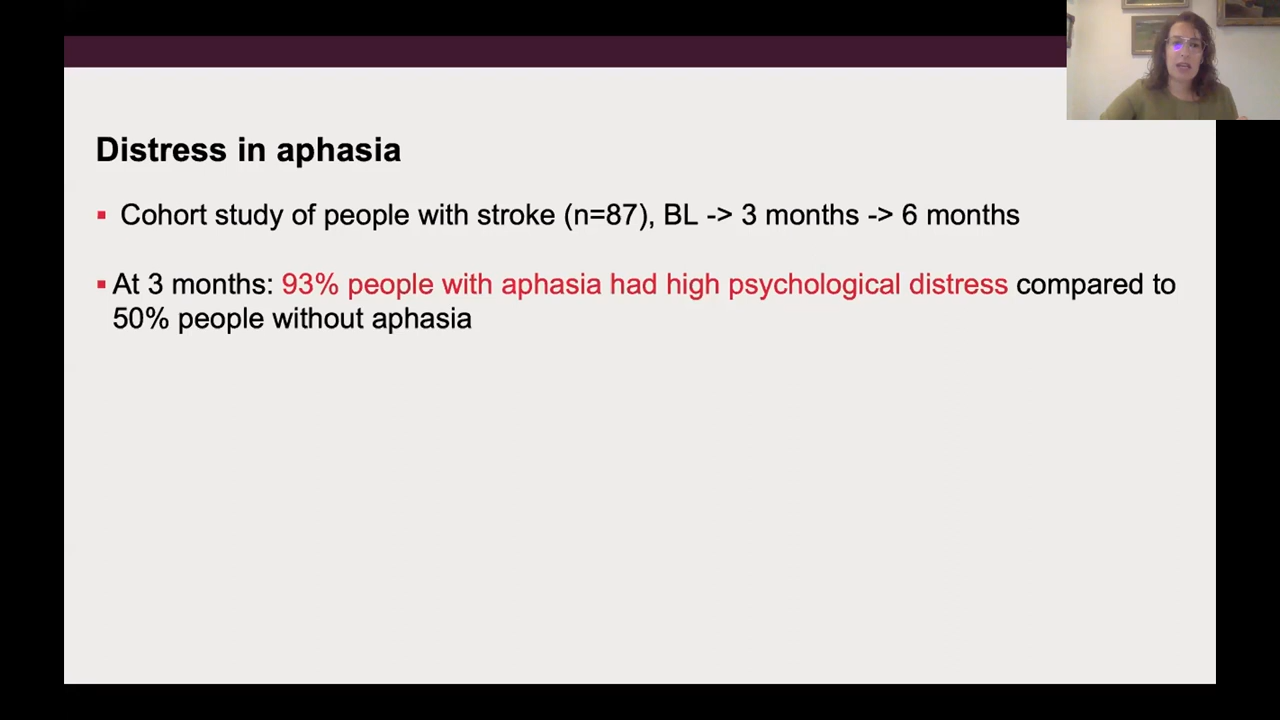 Distress in aphasia
Cohort study of people with stroke (n=87), BL -> 3 months -> 6 months
At 3 months: 93% people with aphasia had high psychological distress compared to
50% people without aphasia